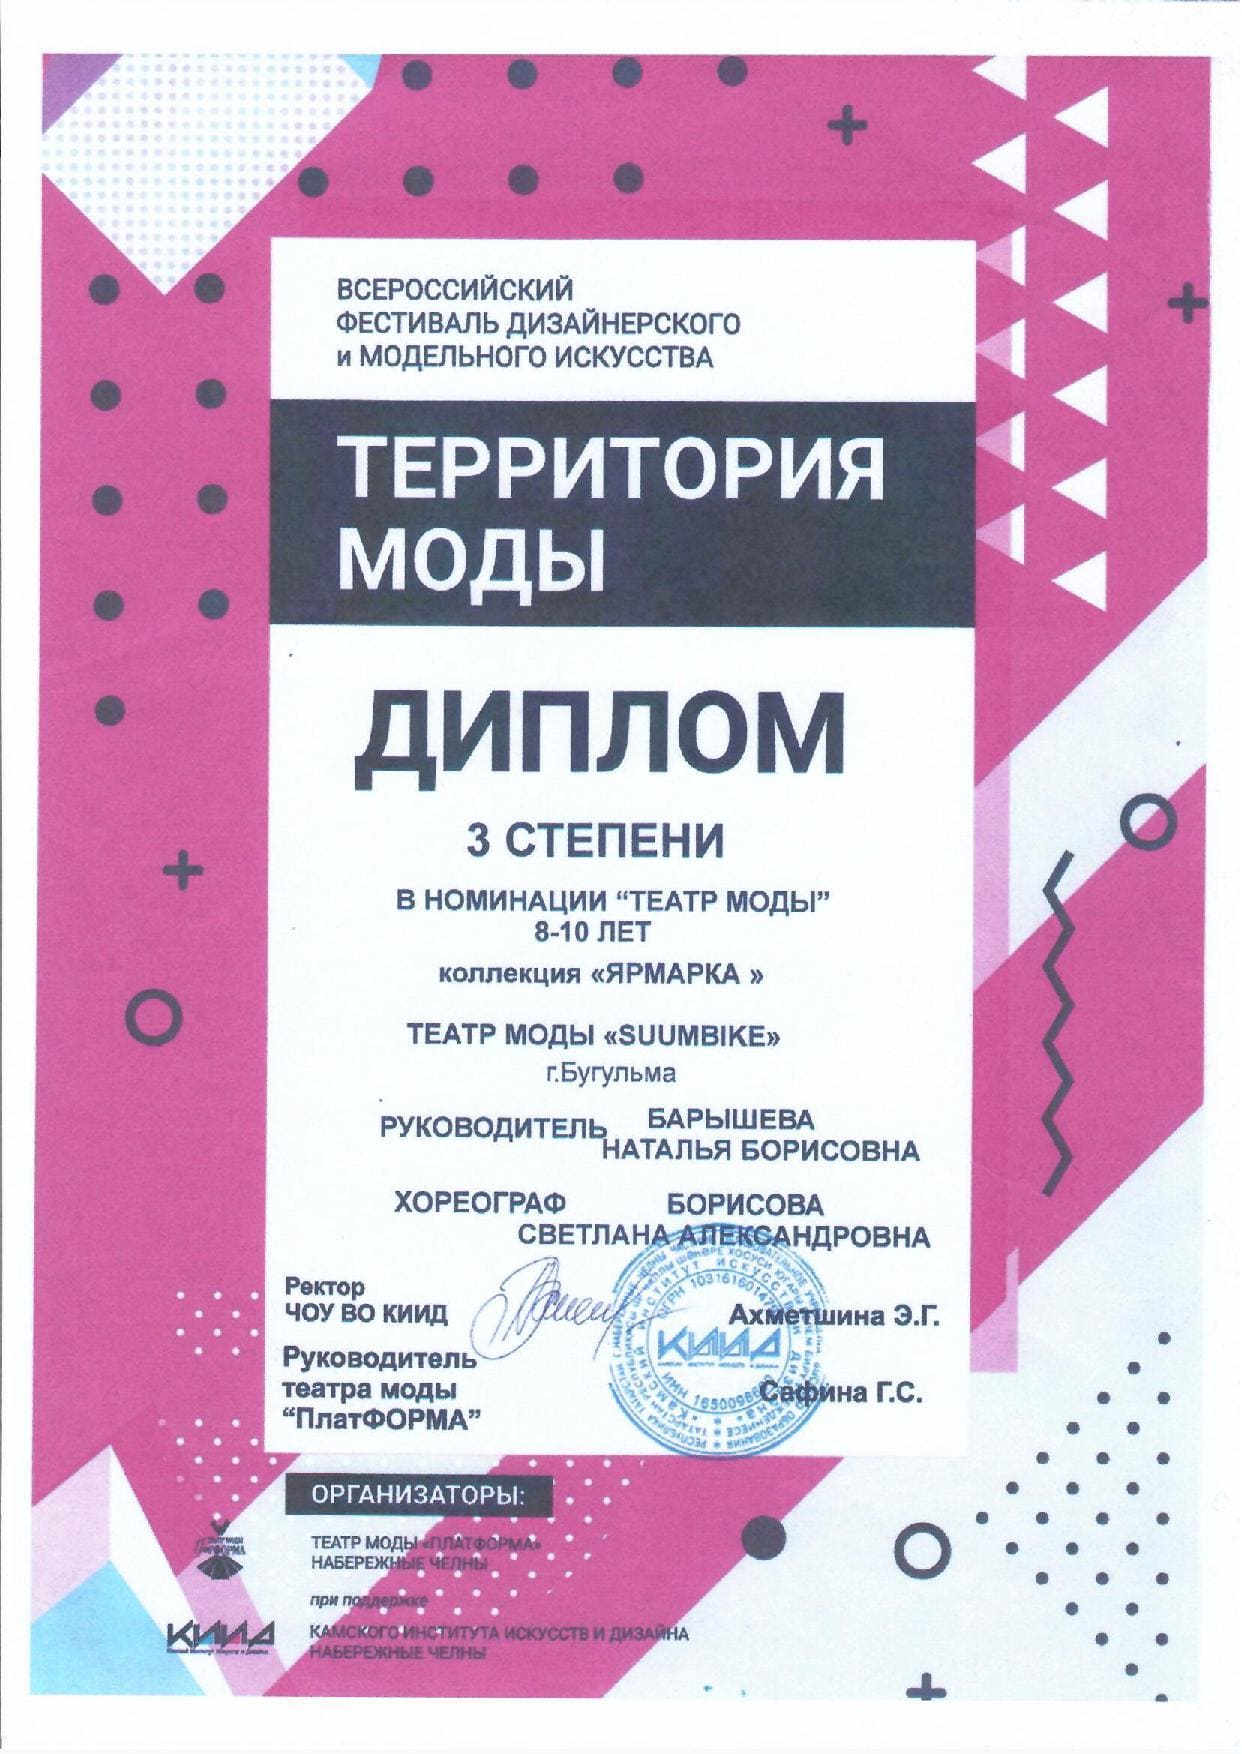 ВСЕРОССИЙСКИЙ
ФЕСТИВАЛЬ ДИЗАЙНЕРСКОГО
и МОДЕЛЬНОГО ИСКУССТВА
ТЕРРИТОРИЯ
МОДЫ
ДИПЛОМ
3 СТЕПЕНИ
В НОМИНАЦИИ “ТЕАТР МОДЫ”
8-10 ЛЕТ
коллекция «ЯРМАРКА »
ТЕАТР МОДЫ «SUUMBIKE»
г.Бугульма
РУКОВОДИТЕЛЬ БАРЫШЕВА
НАТАЛЬЯ БОРИСОВНА
ХОРЕОГРАФ БОРИСОВА
СВЕТЛАНА АЛЕКСАНДРОВНА
Ректор
ЧОУ ВО КИИД
Ахметшина Э.Г.
Руководитель
театра моды
“ПлатФОРМА”
Сафина Г.С.
КИИД
ОРГАНИЗАТОРЫ:
ТЕАТР МОДЫ «ПЛАТФОРМА»
НАБЕРЕЖНЫЕ ЧЕЛНЫ
при поддержке
КИИД
КАМСКОГО ИНСТИТУТА ИСКУССТВ И ДИЗАЙНА
НАБЕРЕЖНЫЕ ЧЕЛНЫ